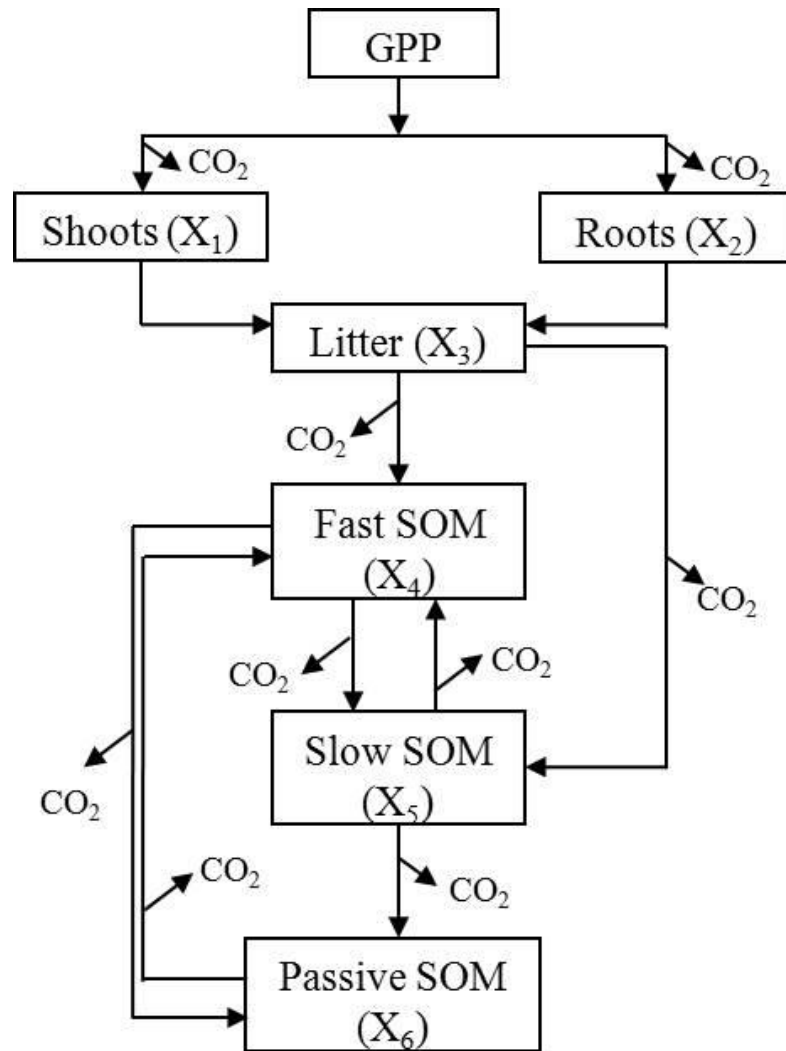 GPP
CO₂
CO₂
Shoots (X₁)
Roots (X₂)
Litter (X₃)
CO₂
Fast SOM
(X₄)
CO₂
CO₂
CO₂
Slow SOM
(X₅)
CO₂
CO₂
CO₂
Passive SOM
(X₆)